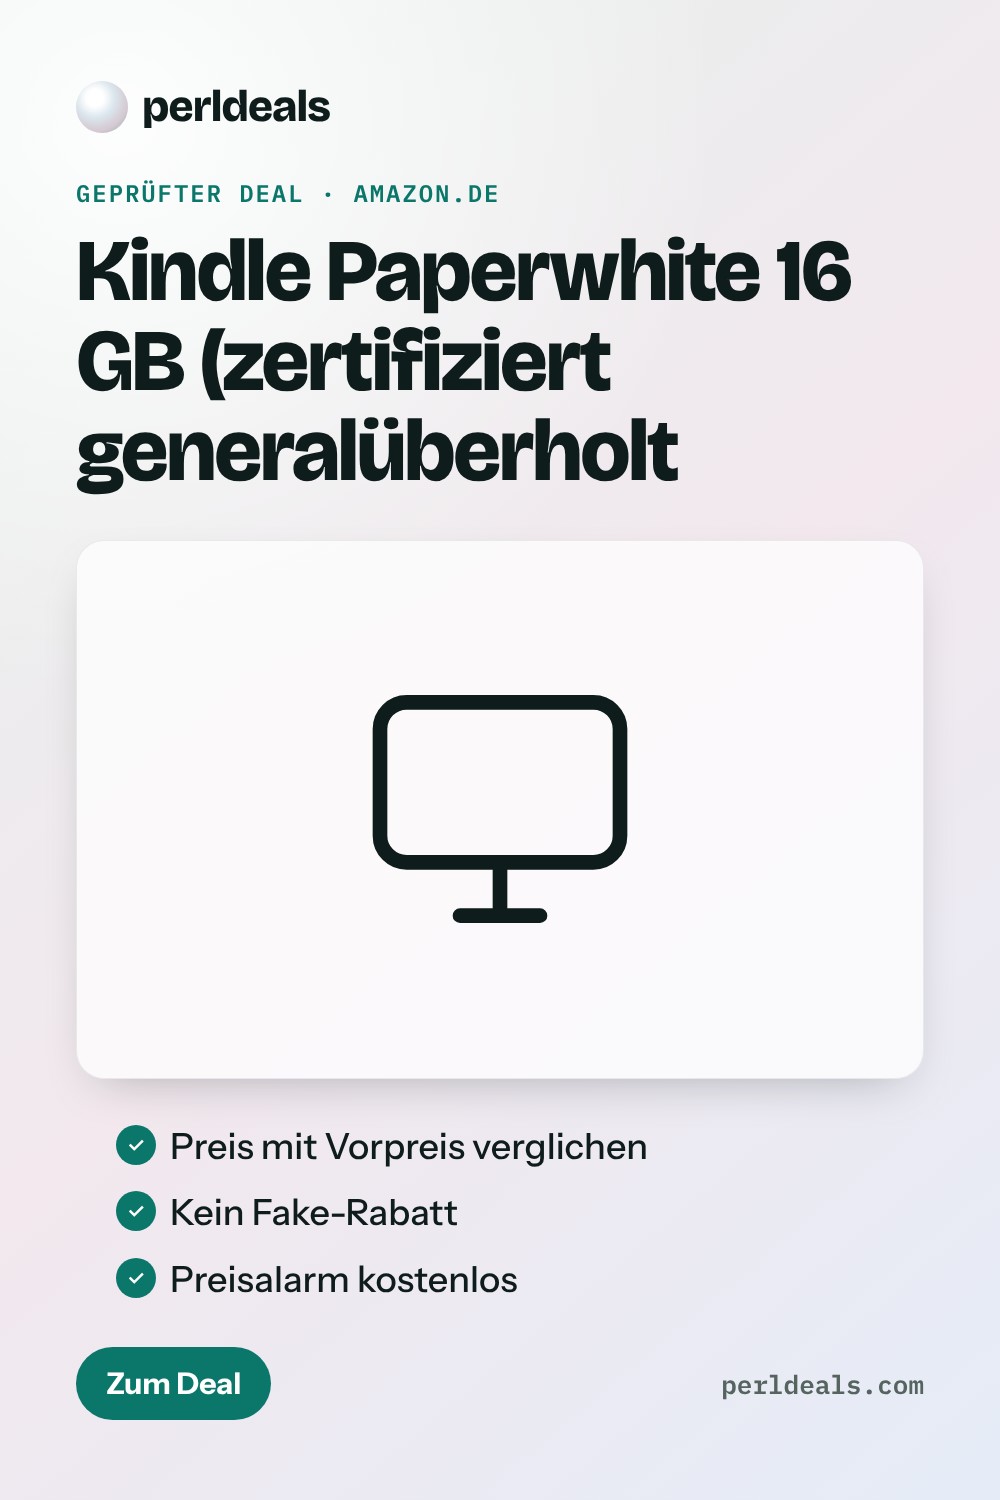 perldeals
GEPRÜFTER DEAL · AMAZON.DE
Kindle Paperwhite 16
GB (zertifiziert
generalüberholt
Preis mit Vorpreis verglichen
Kein Fake-Rabatt
Preisalarm kostenlos
Zum Deal
perldeals.com